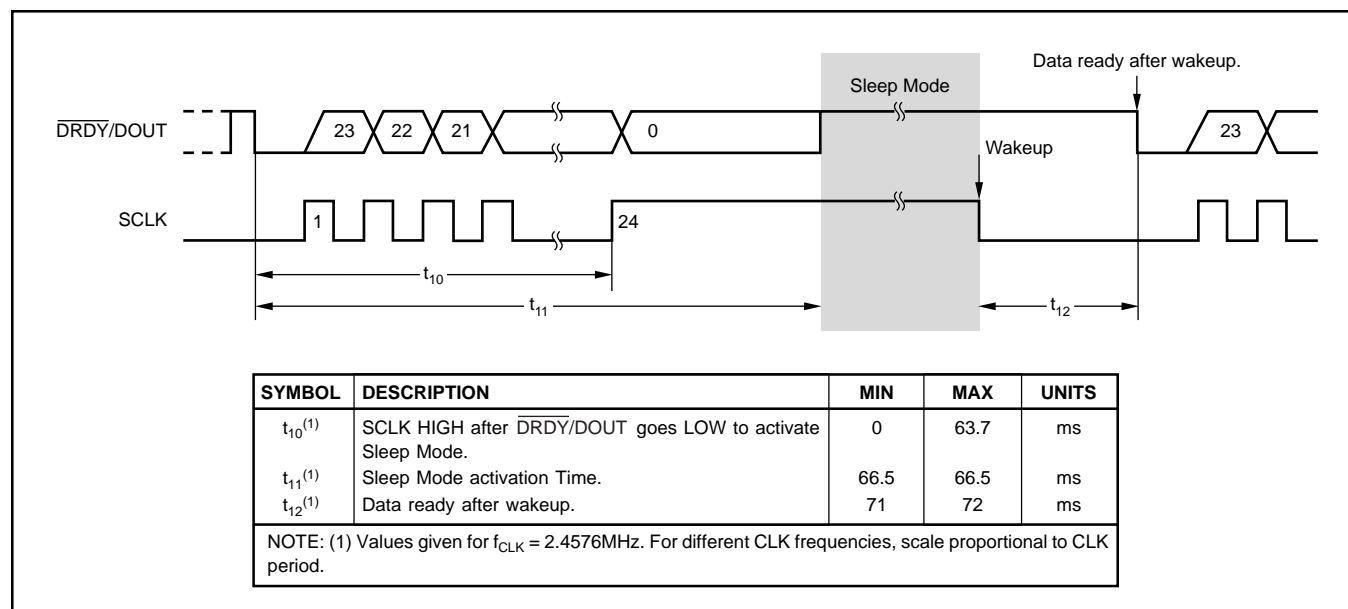 Data ready after wakeup.
Sleep Mode
DRDY/DOUT 23 22 21 0 23
Wakeup
SCLK 1 24
t10
t11 t12
SYMBOL DESCRIPTION MIN MAX UNITS
t10(1) SCLK HIGH after DRDY/DOUT goes LOW to activate 0 63.7 ms
Sleep Mode.
t11(1) Sleep Mode activation Time. 66.5 66.5 ms
t12(1) Data ready after wakeup. 71 72 ms
NOTE: (1) Values given for fCLK = 2.4576MHz. For different CLK frequencies, scale proportional to CLK
period.